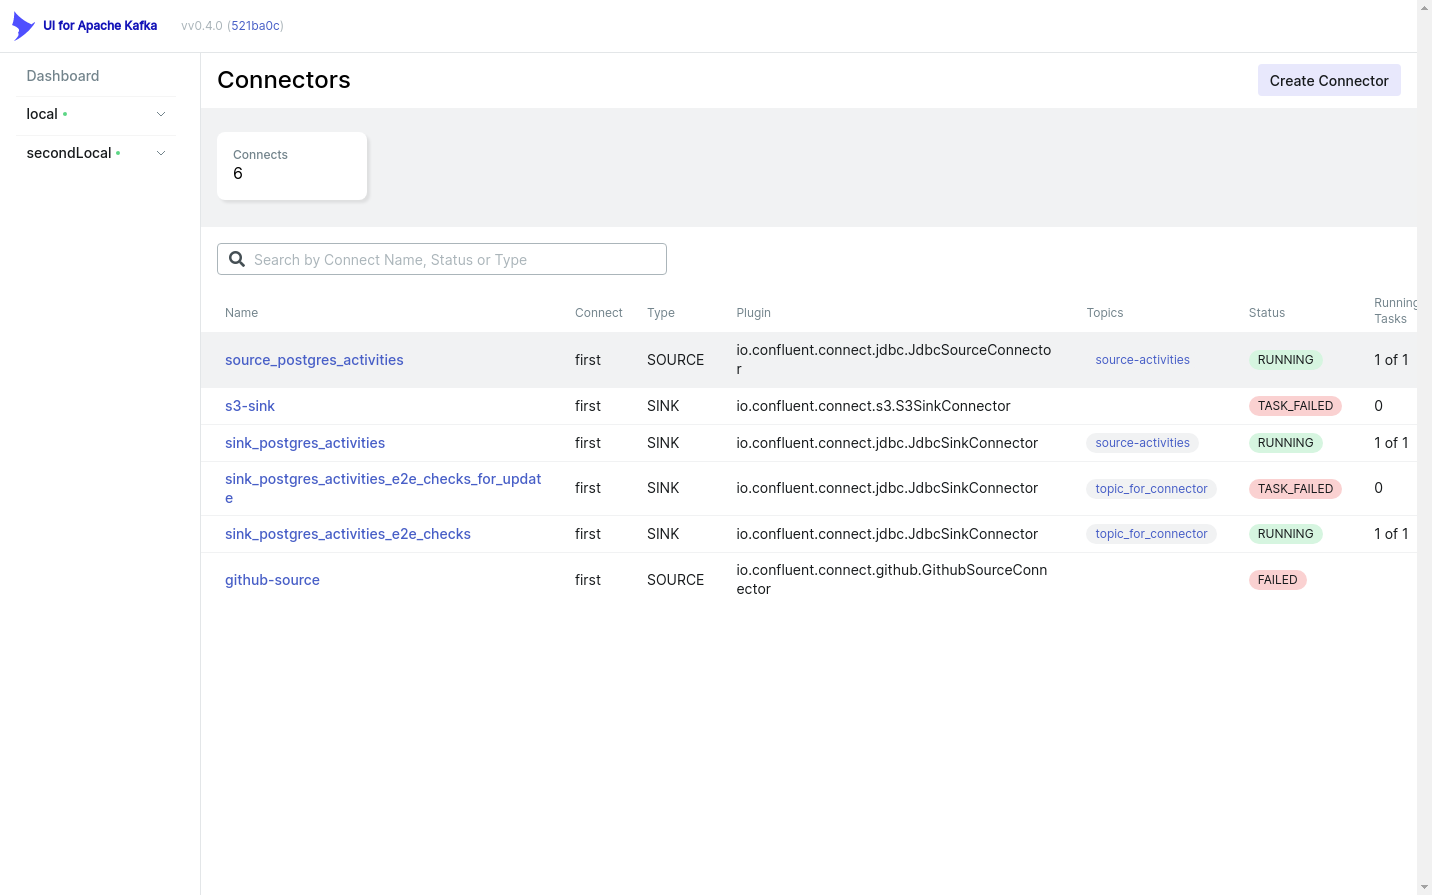 UI for Apache Kafka
vv0.4.0 (521ba0c)
Dashboard
local
secondLocal
Connectors
Create Connector
Connects
6
Search by Connect Name, Status or Type
Name Connect Type Plugin Topics Status Running
Tasks
source_postgres_activities first SOURCE io.confluent.connect.jdbc.JdbcSourceConnecto
r source-activities RUNNING 1 of 1
s3-sink first SINK io.confluent.connect.s3.S3SinkConnector TASK_FAILED 0
sink_postgres_activities first SINK io.confluent.connect.jdbc.JdbcSinkConnector source-activities RUNNING 1 of 1
sink_postgres_activities_e2e_checks_for_updat
e first SINK io.confluent.connect.jdbc.JdbcSinkConnector topic_for_connector TASK_FAILED 0
sink_postgres_activities_e2e_checks first SINK io.confluent.connect.jdbc.JdbcSinkConnector topic_for_connector RUNNING 1 of 1
github-source first SOURCE io.confluent.connect.github.GithubSourceConn
ector FAILED